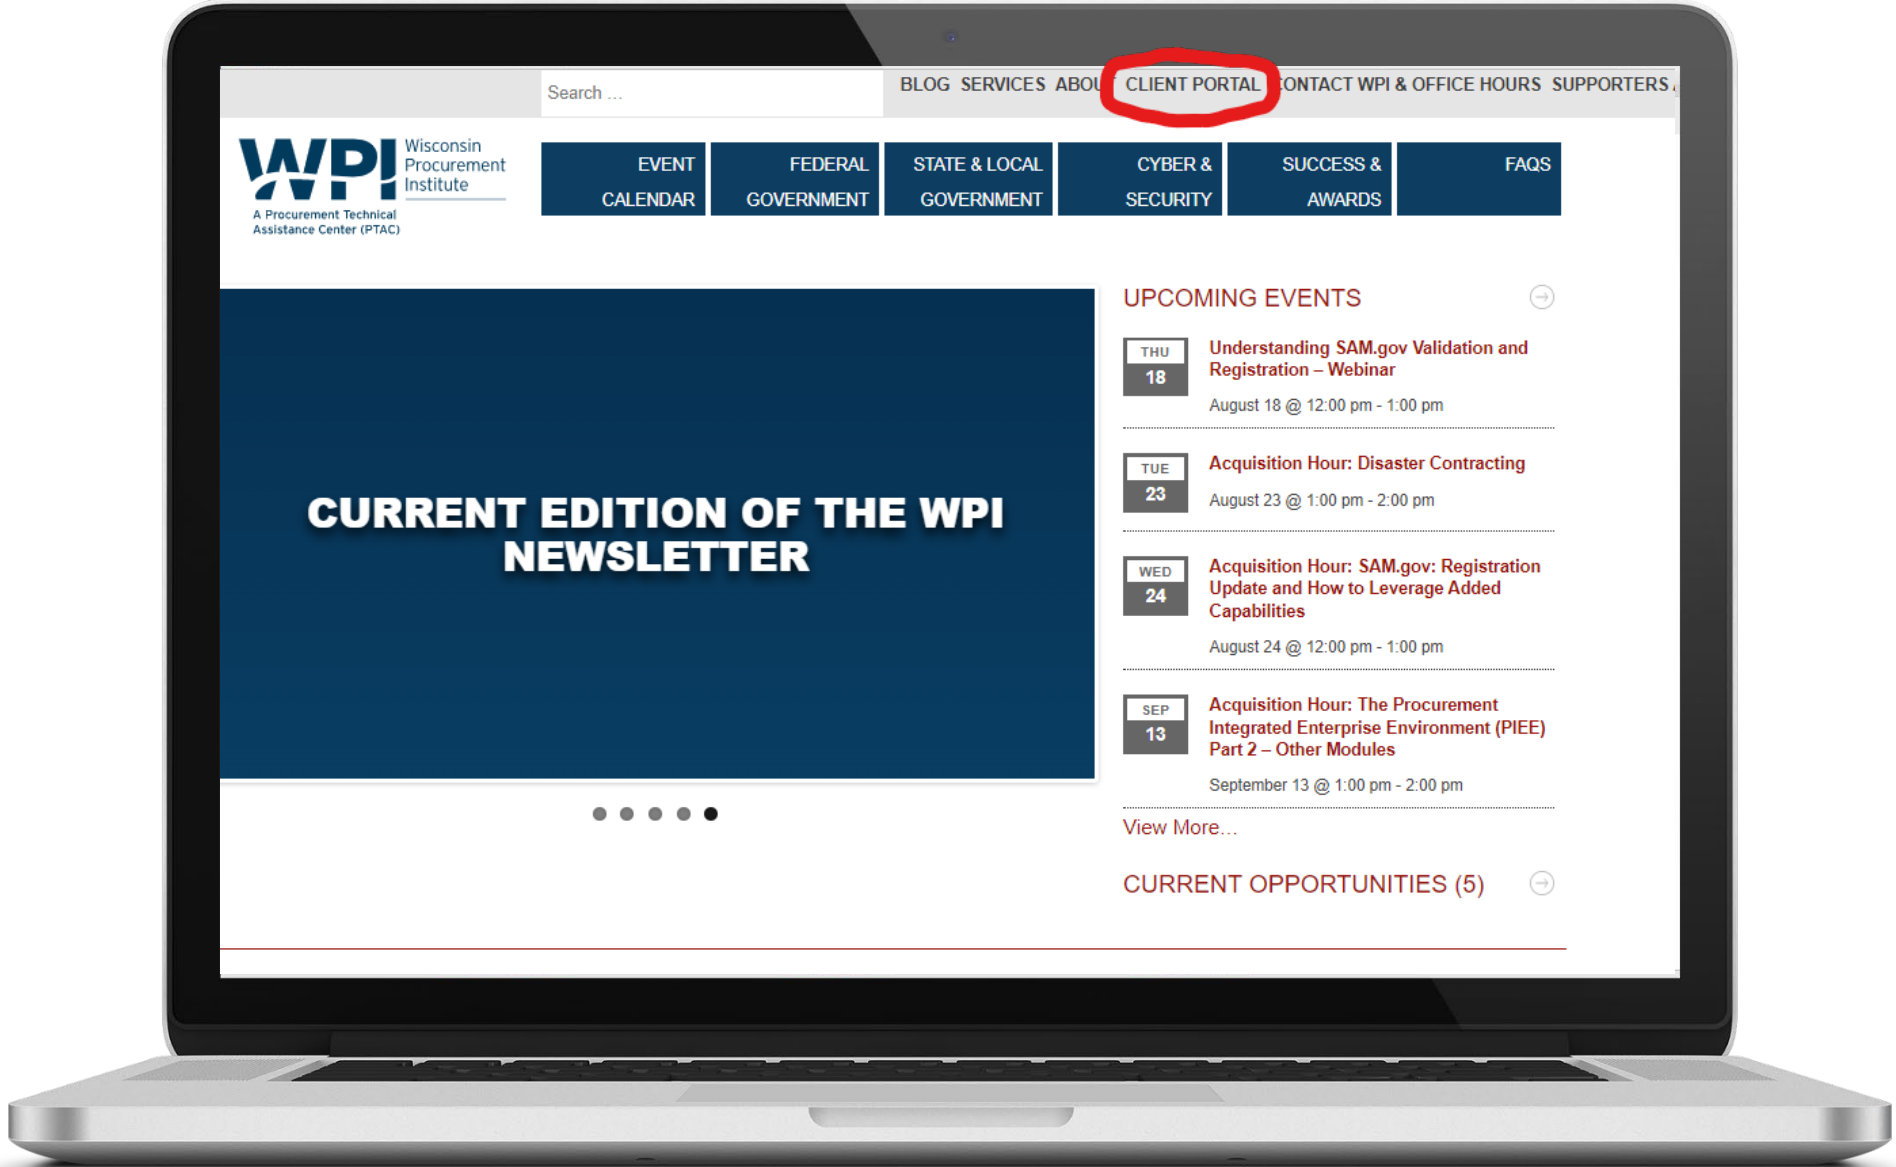 Search ...
BLOG SERVICES ABOU CLIENT PORTAL ONTACT WPI & OFFICE HOURS SUPPORTERS
WPI Wisconsin
Procurement
Institute
A Procurement Technical
Assistance Center (PTAC)
EVENT
CALENDAR
FEDERAL
GOVERNMENT
STATE & LOCAL
GOVERNMENT
CYBER &
SECURITY
SUCCESS &
AWARDS
FAQS
CURRENT EDITION OF THE WPI
NEWSLETTER
UPCOMING EVENTS
THU
18
Understanding SAM.gov Validation and
Registration – Webinar
August 18 @ 12:00 pm - 1:00 pm
TUE
23
Acquisition Hour: Disaster Contracting
August 23 @ 1:00 pm - 2:00 pm
WED
24
Acquisition Hour: SAM.gov: Registration
Update and How to Leverage Added
Capabilities
August 24 @ 12:00 pm - 1:00 pm
SEP
13
Acquisition Hour: The Procurement
Integrated Enterprise Environment (PIEE)
Part 2 – Other Modules
September 13 @ 1:00 pm - 2:00 pm
View More...
CURRENT OPPORTUNITIES (5)